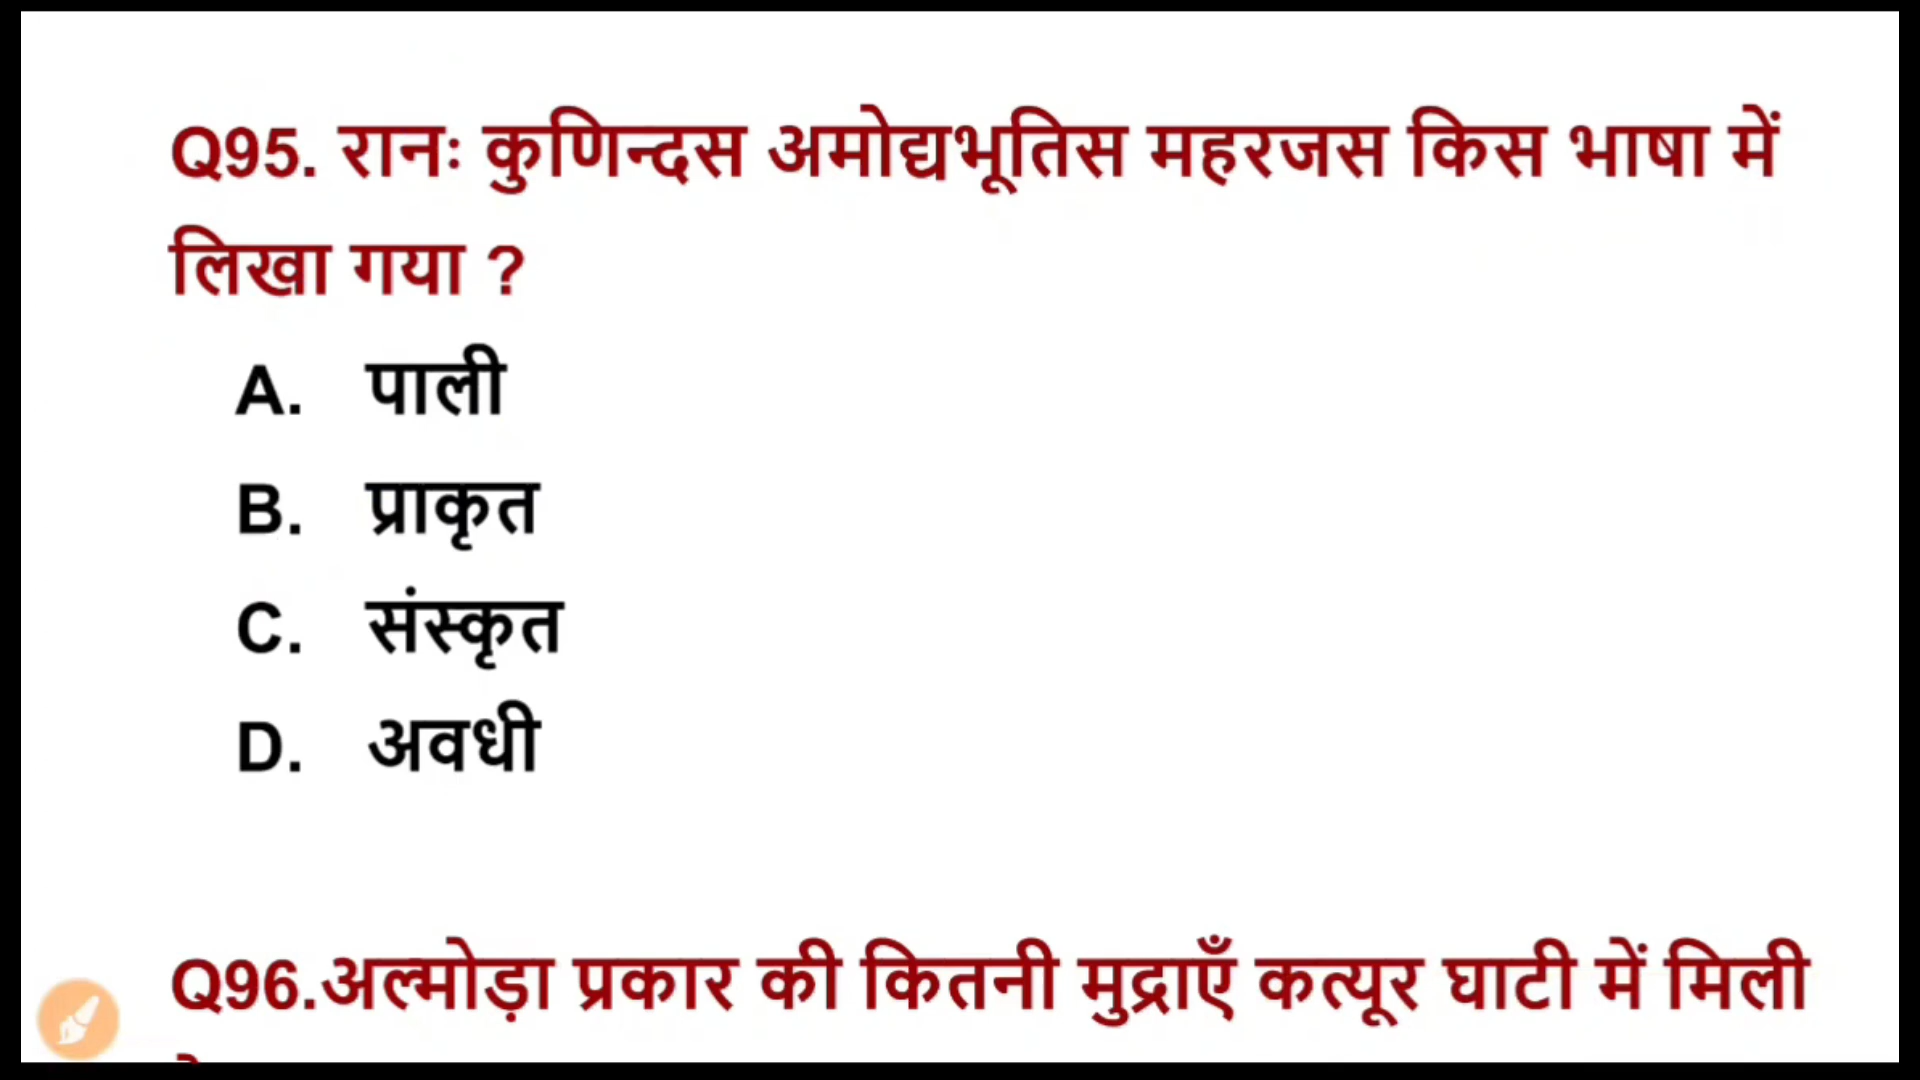 Q95. रानः कुणिन्दस अमोद्यभूतिस महरजस किस भाषा में
लिखा गया ?
A. पाली
B. प्राकृत
C. संस्कृत
D. अवधी
Q96.अल्मोड़ा प्रकार की कितनी मुद्राएँ कत्यूर घाटी में मिली